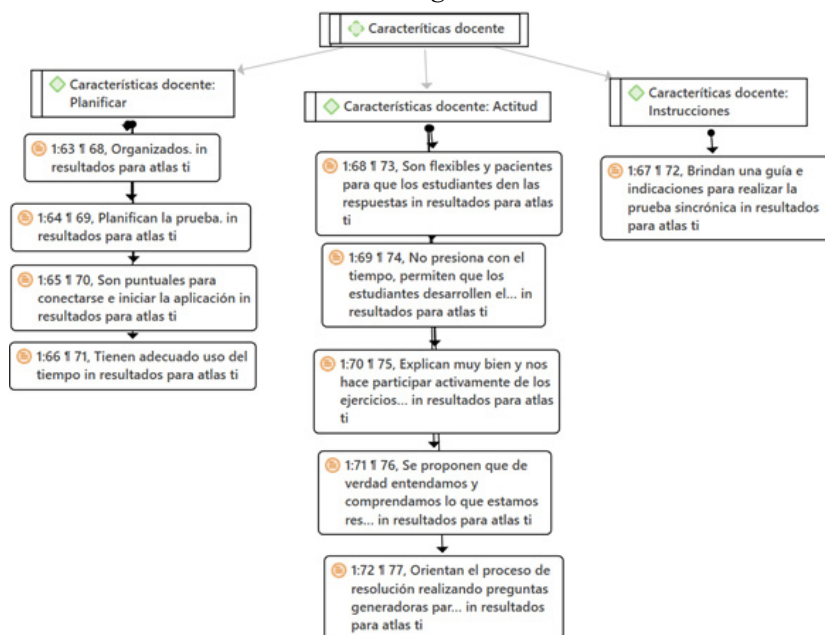 Caracteríticas docente
Características docente:
Planificar
1:63 ¶ 68, Organizados. in
resultados para atlas ti
1:64 ¶ 69, Planifican la prueba. in
resultados para atlas ti
1:65 ¶ 70, Son puntuales para
conectarse e iniciar la aplicación in
resultados para atlas ti
1:66 ¶ 71, Tienen adecuado uso del
tiempo in resultados para atlas ti
Características docente: Actitud
1:68 ¶ 73, Son flexibles y pacientes
para que los estudiantes den las
respuestas in resultados para atlas
ti
1:69 ¶ 74, No presiona con el
tiempo, permiten que los
estudiantes desarrollen el... in
resultados para atlas ti
1:70 ¶ 75, Explican muy bien y nos
hace participar activamente de los
ejercicios... in resultados para atlas
ti
1:71 ¶ 76, Se proponen que de
verdad entendamos y
comprendamos lo que estamos
res... in resultados para atlas ti
1:72 ¶ 77, Orientan el proceso de
resolución realizando preguntas
generadoras par... in resultados
para atlas ti
Caracteríticas docente:
Instrucciones
1:67 ¶ 72, Brindan una guía e
indicaciones para realizar la
prueba sincrónica in resultados
para atlas ti